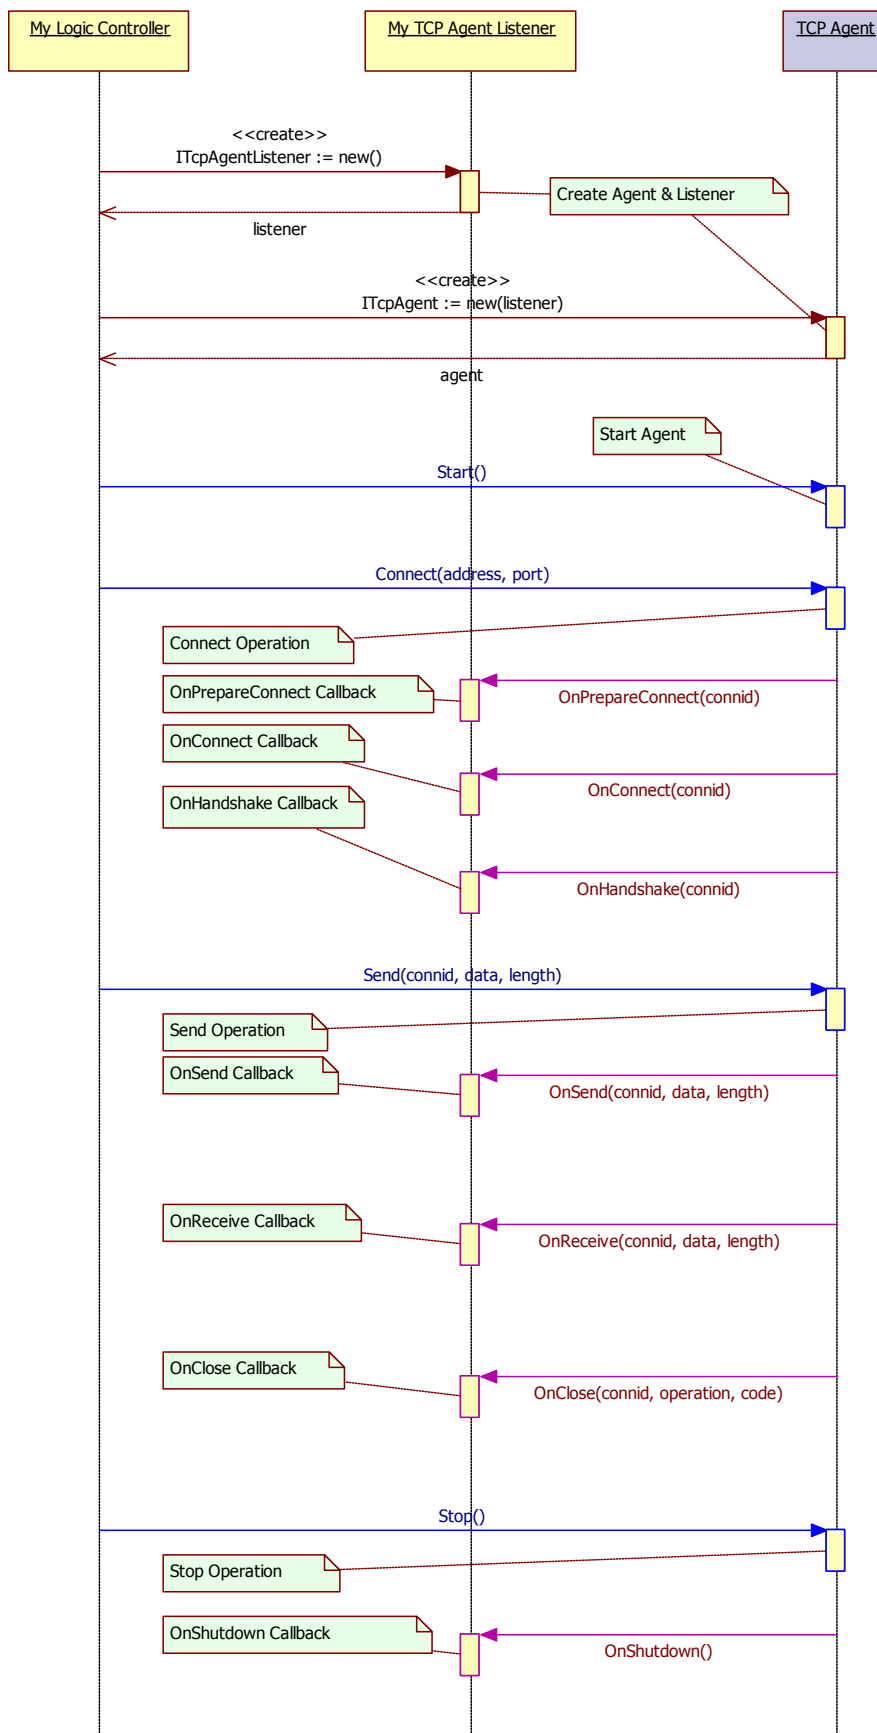 My Logic Controller
My TCP Agent Listener
TCP Agent
<<create>>
ITcpAgentListener := new()
Create Agent & Listener
listener
<<create>>
ITcpAgent := new(listener)
agent
Start Agent
Start()
Connect(address, port)
Connect Operation
OnPrepareConnect Callback
OnPrepareConnect(connid)
OnConnect Callback
OnConnect(connid)
OnHandshake Callback
OnHandshake(connid)
Send(connid, data, length)
Send Operation
OnSend Callback
OnSend(connid, data, length)
OnReceive Callback
OnReceive(connid, data, length)
OnClose Callback
OnClose(connid, operation, code)
Stop()
Stop Operation
OnShutdown Callback
OnShutdown()